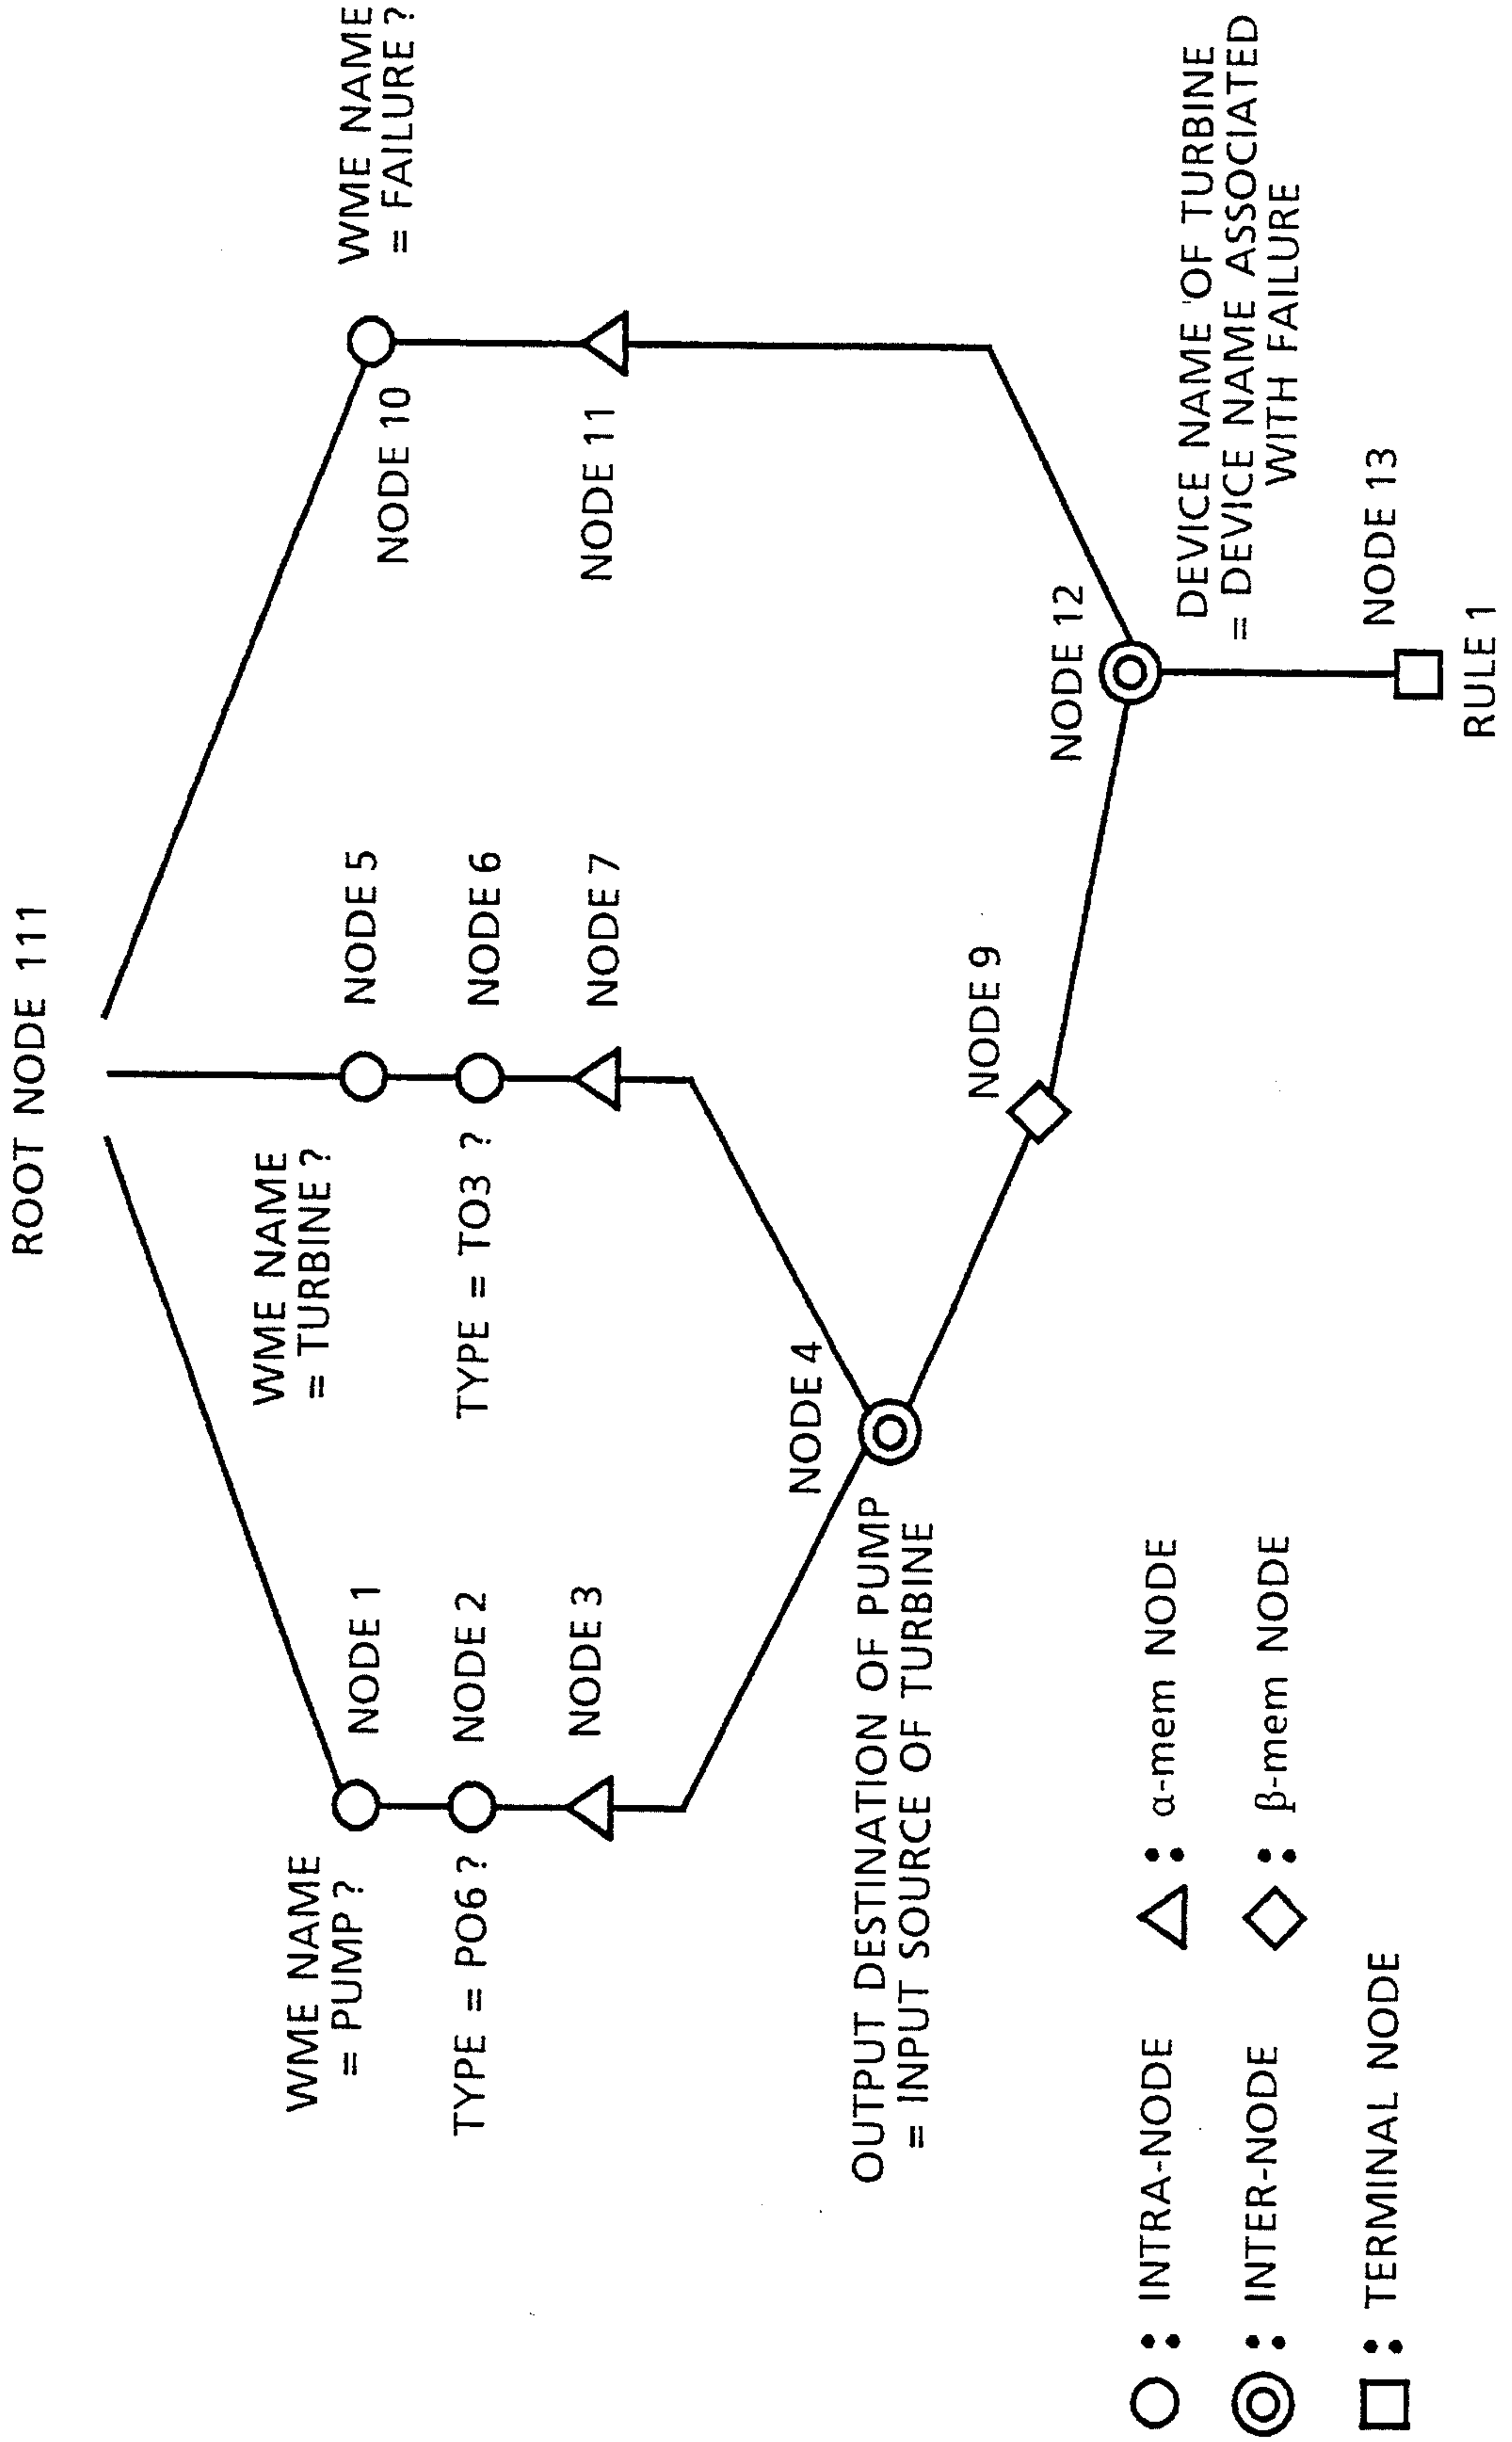 ROOT NODE 111
WME NAME
= PUMP ?
NODE 1
TYPE = PO6 ?
NODE 2
NODE 3
WME NAME
= TURBINE ?
NODE 5
TYPE = TO3 ?
NODE 6
NODE 7
WME NAME
= FAILURE ?
NODE 10
NODE 11
NODE 4
OUTPUT DESTINATION OF PUMP
= INPUT SOURCE OF TURBINE
NODE 9
NODE 12
DEVICE NAME OF TURBINE
= DEVICE NAME ASSOCIATED
WITH FAILURE
NODE 13
RULE 1
: INTRA-NODE
: α-mem NODE
: INTER-NODE
: β-mem NODE
: TERMINAL NODE